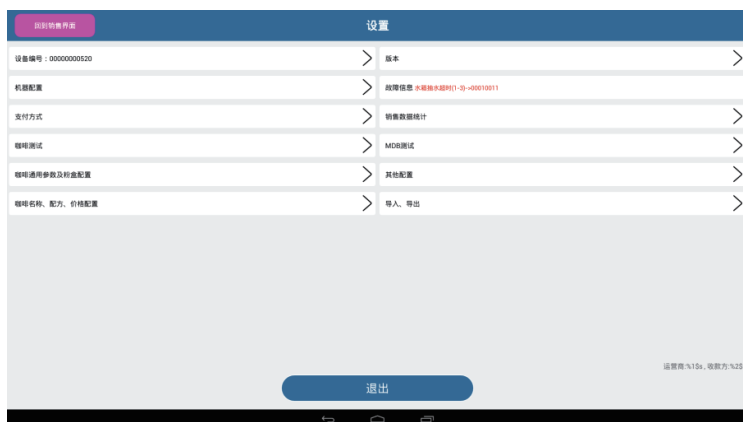 回到销售界面
设置
设备编号：00000000520
版本
机器配置
故障信息 水箱抽水超时(1-3)->00010011
支付方式
销售数据统计
咖啡测试
MDB测试
咖啡通用参数及粉盒配置
其他配置
咖啡名称、配方、价格配置
导入、导出
运营商:%1$s , 收款方:%2$
退出